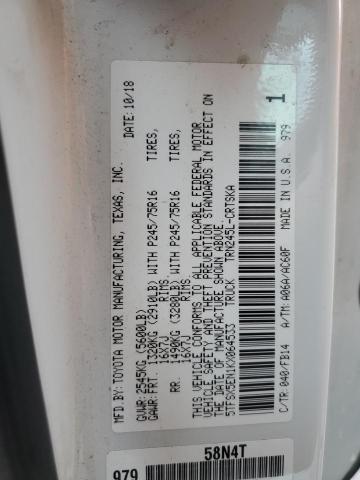 MFD. BY: TOYOTA MOTOR MANUFACTURING, TEXAS, INC.
DATE: 10/18
GVWR: 2545KG (5600LB)
GAWR: FRT. 1320KG (2910LB) WITH P245/75R16 TIRES,
16X7J RIMS
RR. 1490KG (3280LB) WITH P245/75R16 TIRES,
16X7J RIMS
THIS VEHICLE CONFORMS TO ALL APPLICABLE FEDERAL MOTOR
VEHICLE SAFETY AND THEFT PREVENTION STANDARDS IN EFFECT ON
THE DATE OF MANUFACTURE SHOWN ABOVE.
5TFSX5EN1KX064533 TRUCK TRN245L-CRTSKA
1
C/TR: 040/FB14 A/TM: A06A/AC60F MADE IN U.S.A. 979
979 58N4T